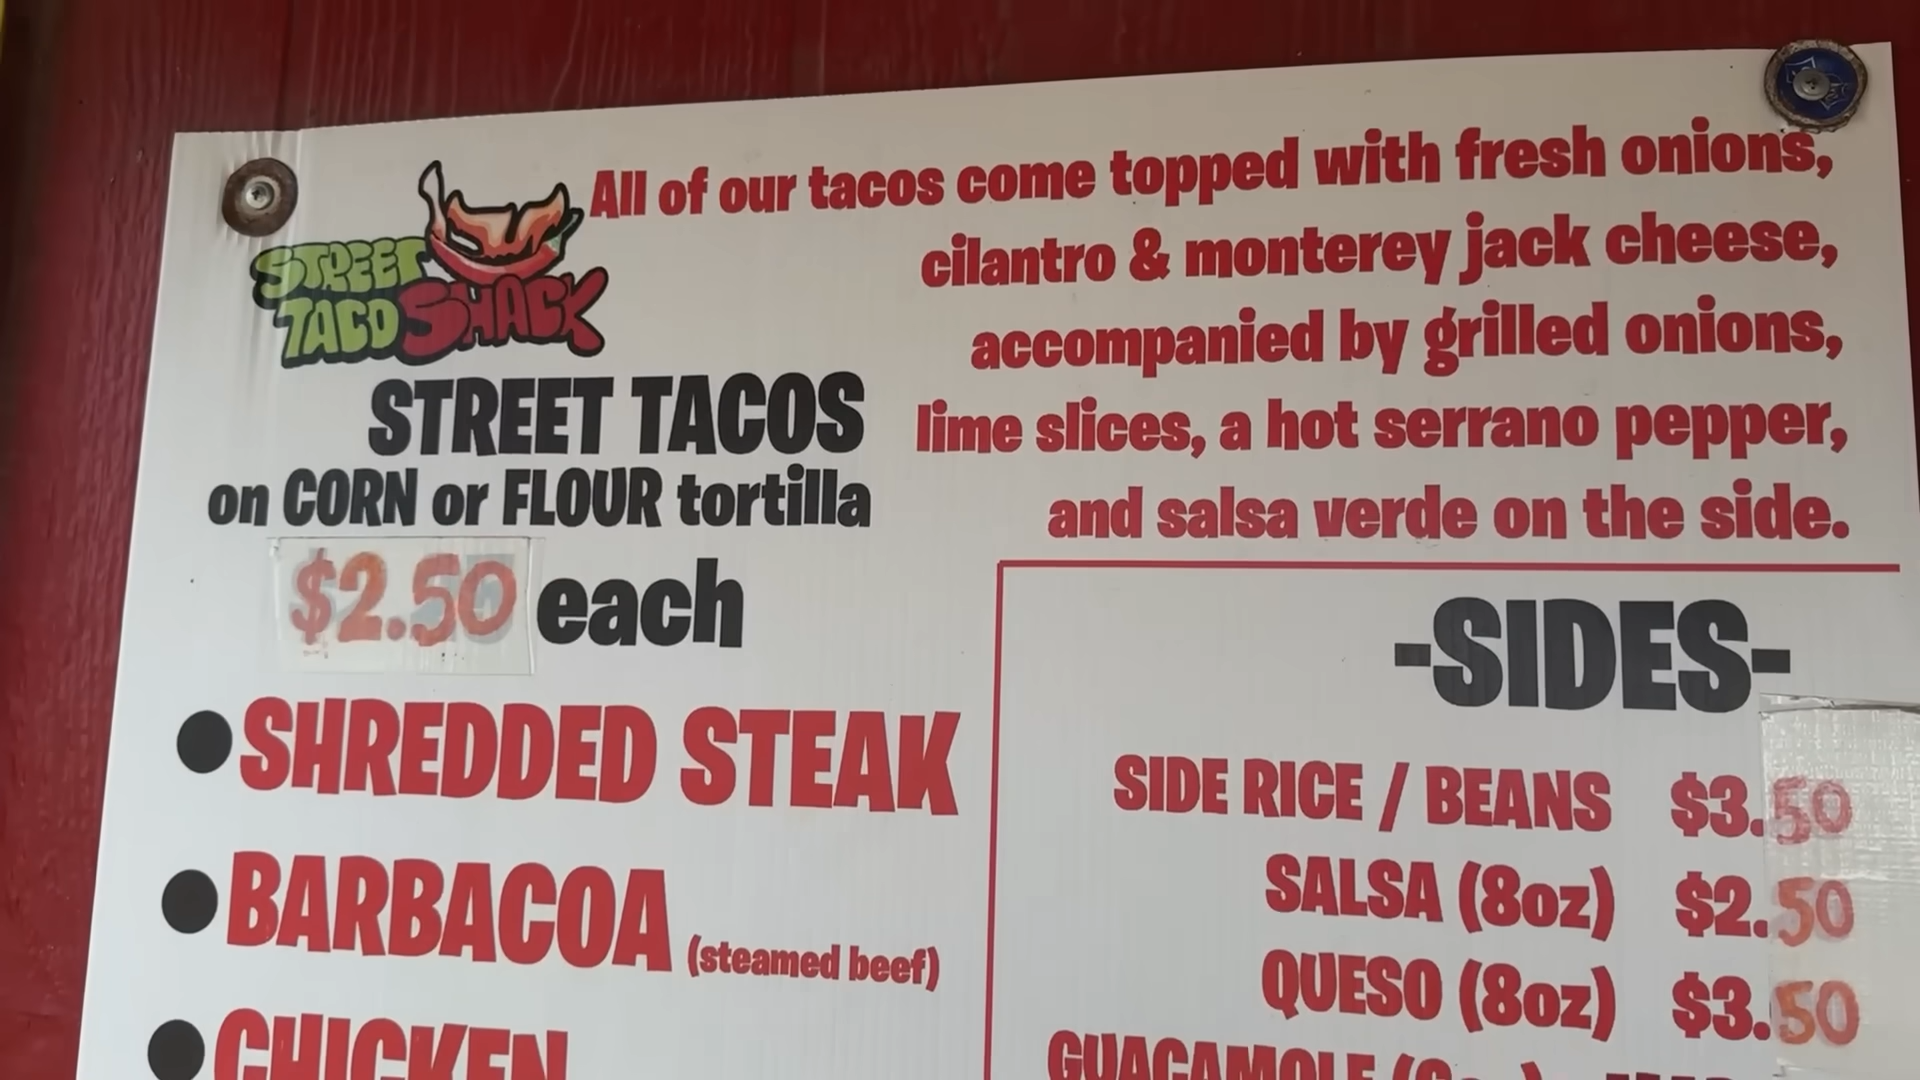 STREET
TACO SHACK
All of our tacos come topped with fresh onions,
cilantro & monterey jack cheese,
accompanied by grilled onions,
lime slices, a hot serrano pepper,
and salsa verde on the side.
STREET TACOS
on CORN or FLOUR tortilla
$2.50 each
● SHREDDED STEAK
● BARBACOA (steamed beef)
● CHICKEN
-SIDES-
SIDE RICE / BEANS $3.50
SALSA (8oz) $2.50
QUESO (8oz) $3.50
GUACAMOLE